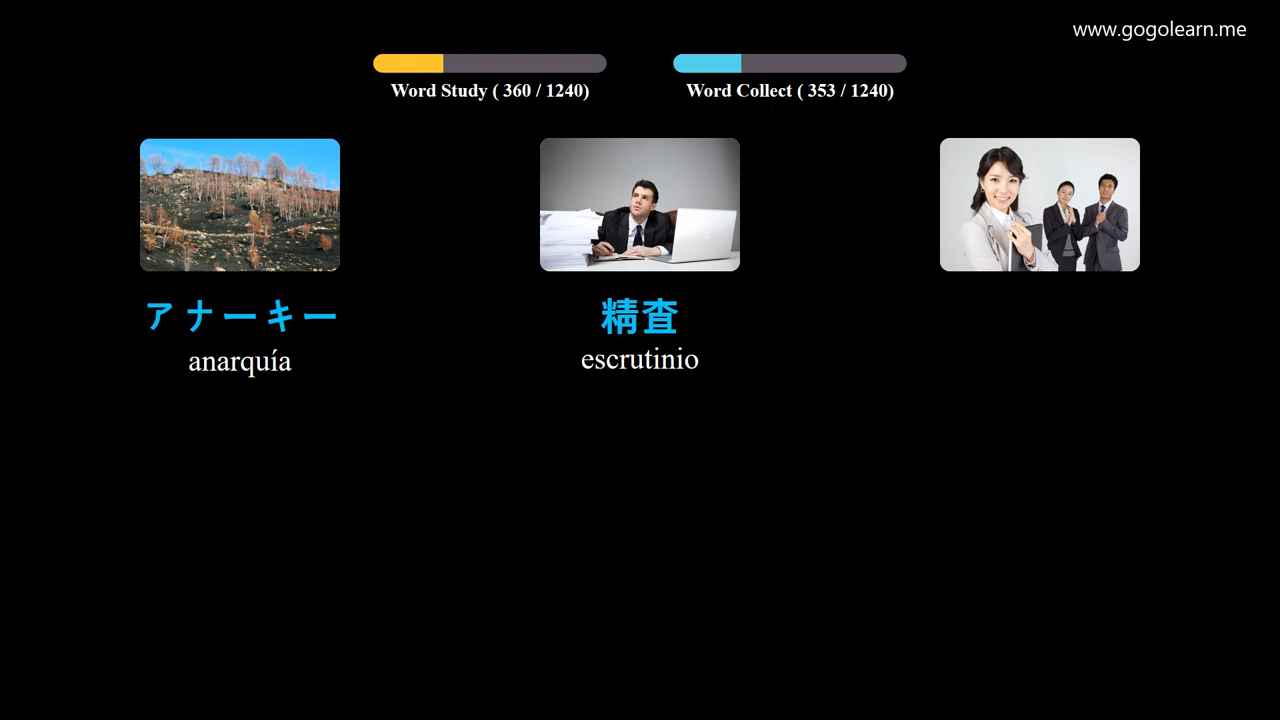 www.gogolearn.me
Word Study ( 360 / 1240)
Word Collect ( 353 / 1240)
アナーキー
anarquía
精査
escrutinio